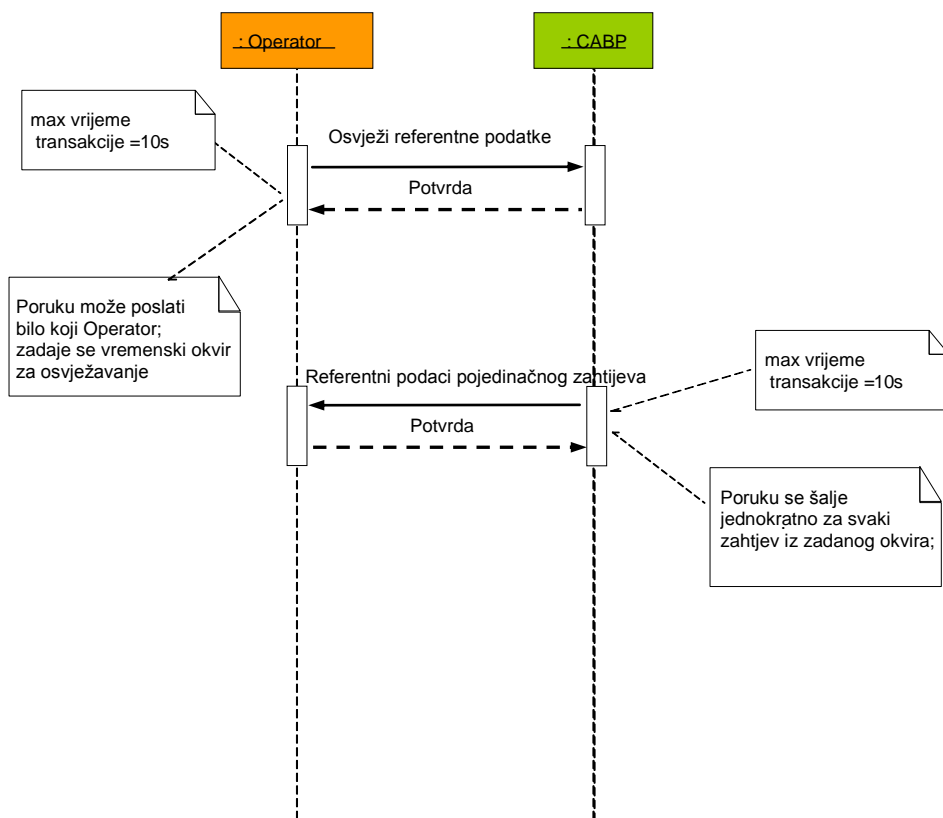 : Operator
: CABP
max vrijeme
transakcije =10s
Osvježi referentne podatke
Potvrda
Poruku može poslati
bilo koji Operator;
zadaje se vremenski okvir
za osvježavanje
Referentni podaci pojedinačnog zahtijeva
Potvrda
max vrijeme
transakcije =10s
Poruku se šalje
jednokratno za svaki
zahtjev iz zadanog okvira;